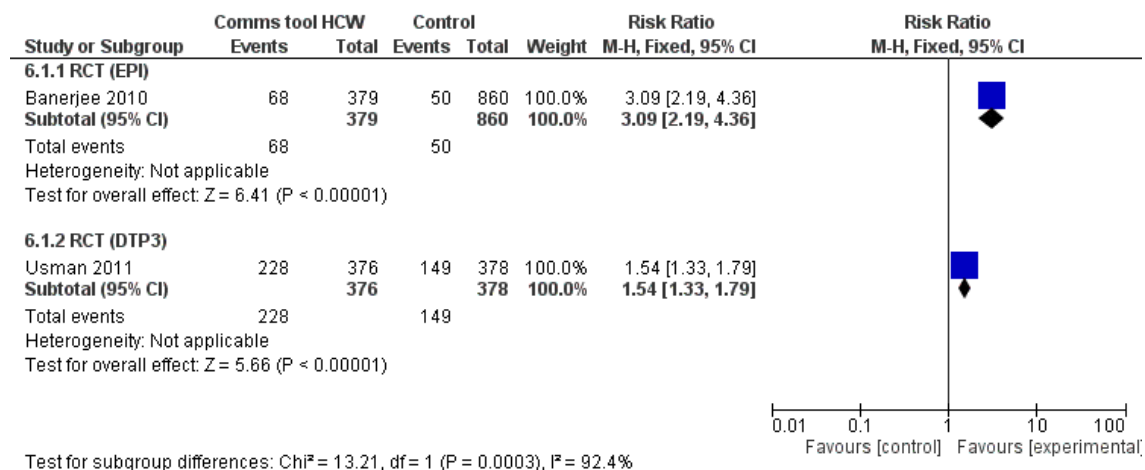 Comms tool HCW Control Risk Ratio Risk Ratio
Study or Subgroup Events Total Events Total Weight M-H, Fixed, 95% CI M-H, Fixed, 95% CI
6.1.1 RCT (EPI)
Banerjee 2010 68 379 50 860 100.0% 3.09 [2.19, 4.36]
Subtotal (95% CI) 379 860 100.0% 3.09 [2.19, 4.36]
Total events 68 50
Heterogeneity: Not applicable
Test for overall effect: Z = 6.41 (P < 0.00001)
6.1.2 RCT (DTP3)
Usman 2011 228 376 149 378 100.0% 1.54 [1.33, 1.79]
Subtotal (95% CI) 376 378 100.0% 1.54 [1.33, 1.79]
Total events 228 149
Heterogeneity: Not applicable
Test for overall effect: Z = 5.66 (P < 0.00001)
0.01 0.1 1 10 100
Favours [control] Favours [experimental]
Test for subgroup differences: Chi² = 13.21, df = 1 (P = 0.0003), I² = 92.4%